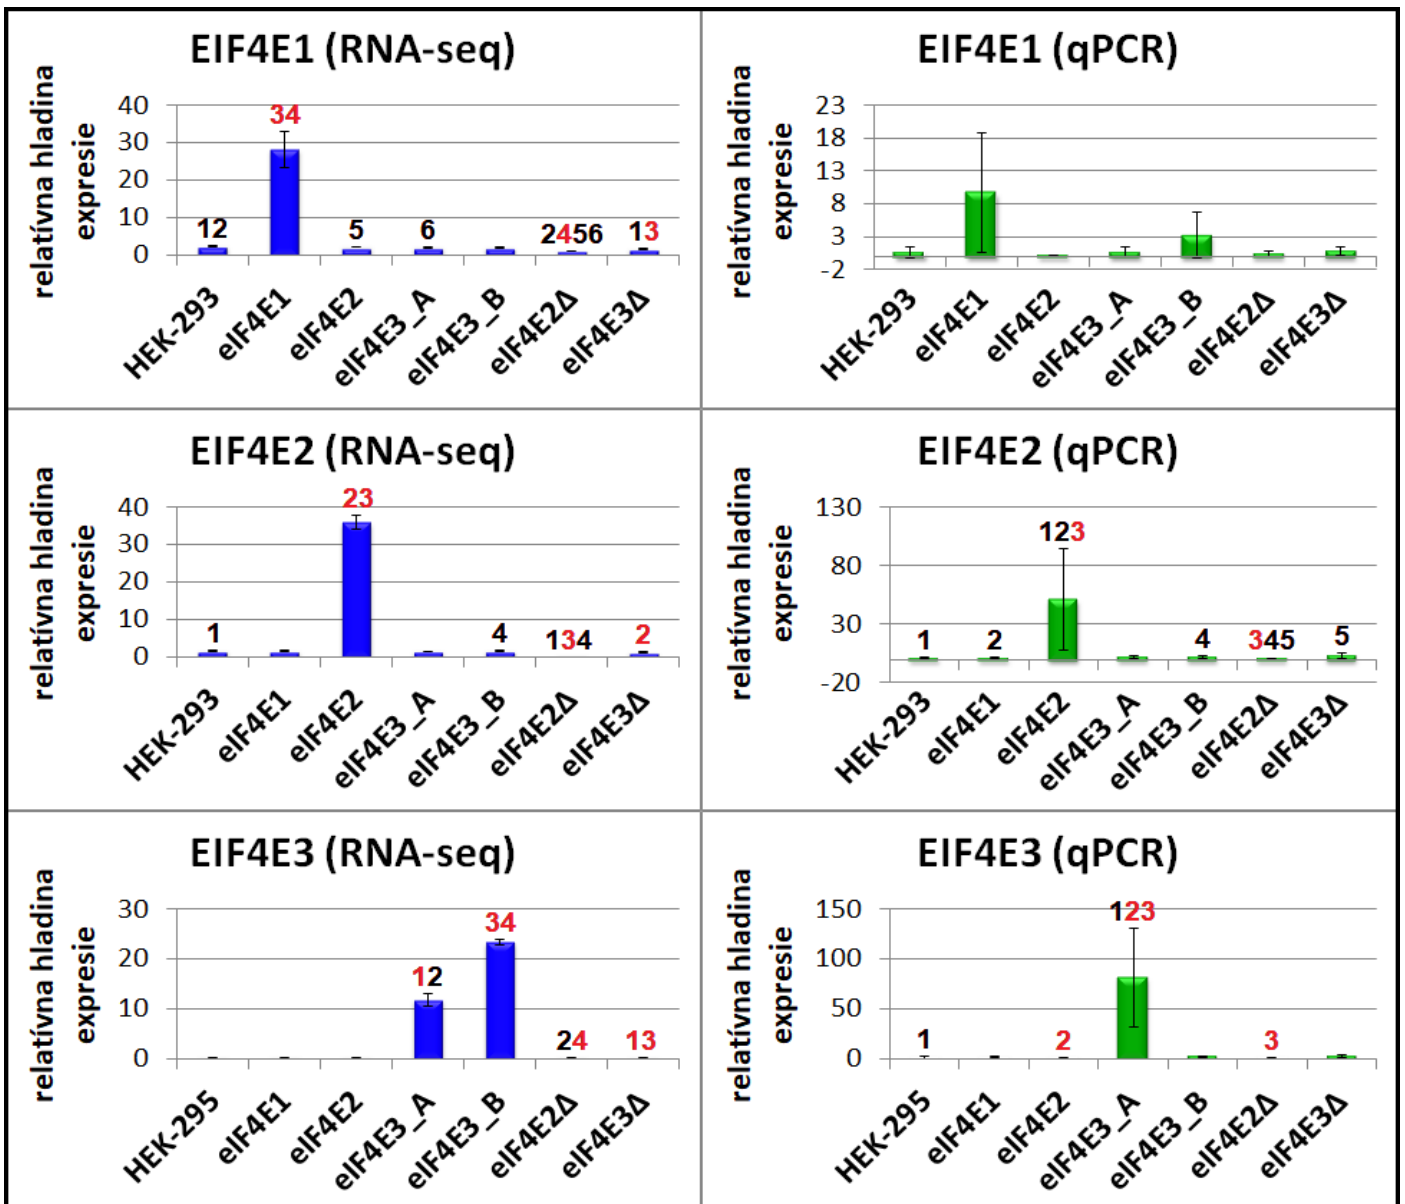 EIF4E1 (RNA-seq)
relatívna hladina
expresie
40
30
20
10
0
12
34
5
6
2456
13
HEK-293
eIF4E1
eIF4E2
eIF4E3_A
eIF4E3_B
eIF4E2Δ
eIF4E3Δ
EIF4E1 (qPCR)
relatívna hladina
expresie
23
18
13
8
3
-2
HEK-293
eIF4E1
eIF4E2
eIF4E3_A
eIF4E3_B
eIF4E2Δ
eIF4E3Δ
EIF4E2 (RNA-seq)
relatívna hladina
expresie
40
30
20
10
0
1
23
4
134
2
HEK-293
eIF4E1
eIF4E2
eIF4E3_A
eIF4E3_B
eIF4E2Δ
eIF4E3Δ
EIF4E2 (qPCR)
relatívna hladina
expresie
130
80
30
-20
1
2
123
4
345
5
HEK-293
eIF4E1
eIF4E2
eIF4E3_A
eIF4E3_B
eIF4E2Δ
eIF4E3Δ
EIF4E3 (RNA-seq)
relatívna hladina
expresie
30
20
10
0
12
34
24
13
HEK-295
eIF4E1
eIF4E2
eIF4E3_A
eIF4E3_B
eIF4E2Δ
eIF4E3Δ
EIF4E3 (qPCR)
relatívna hladina
expresie
150
100
50
0
1
2
123
3
HEK-295
eIF4E1
eIF4E2
eIF4E3_A
eIF4E3_B
eIF4E2Δ
eIF4E3Δ